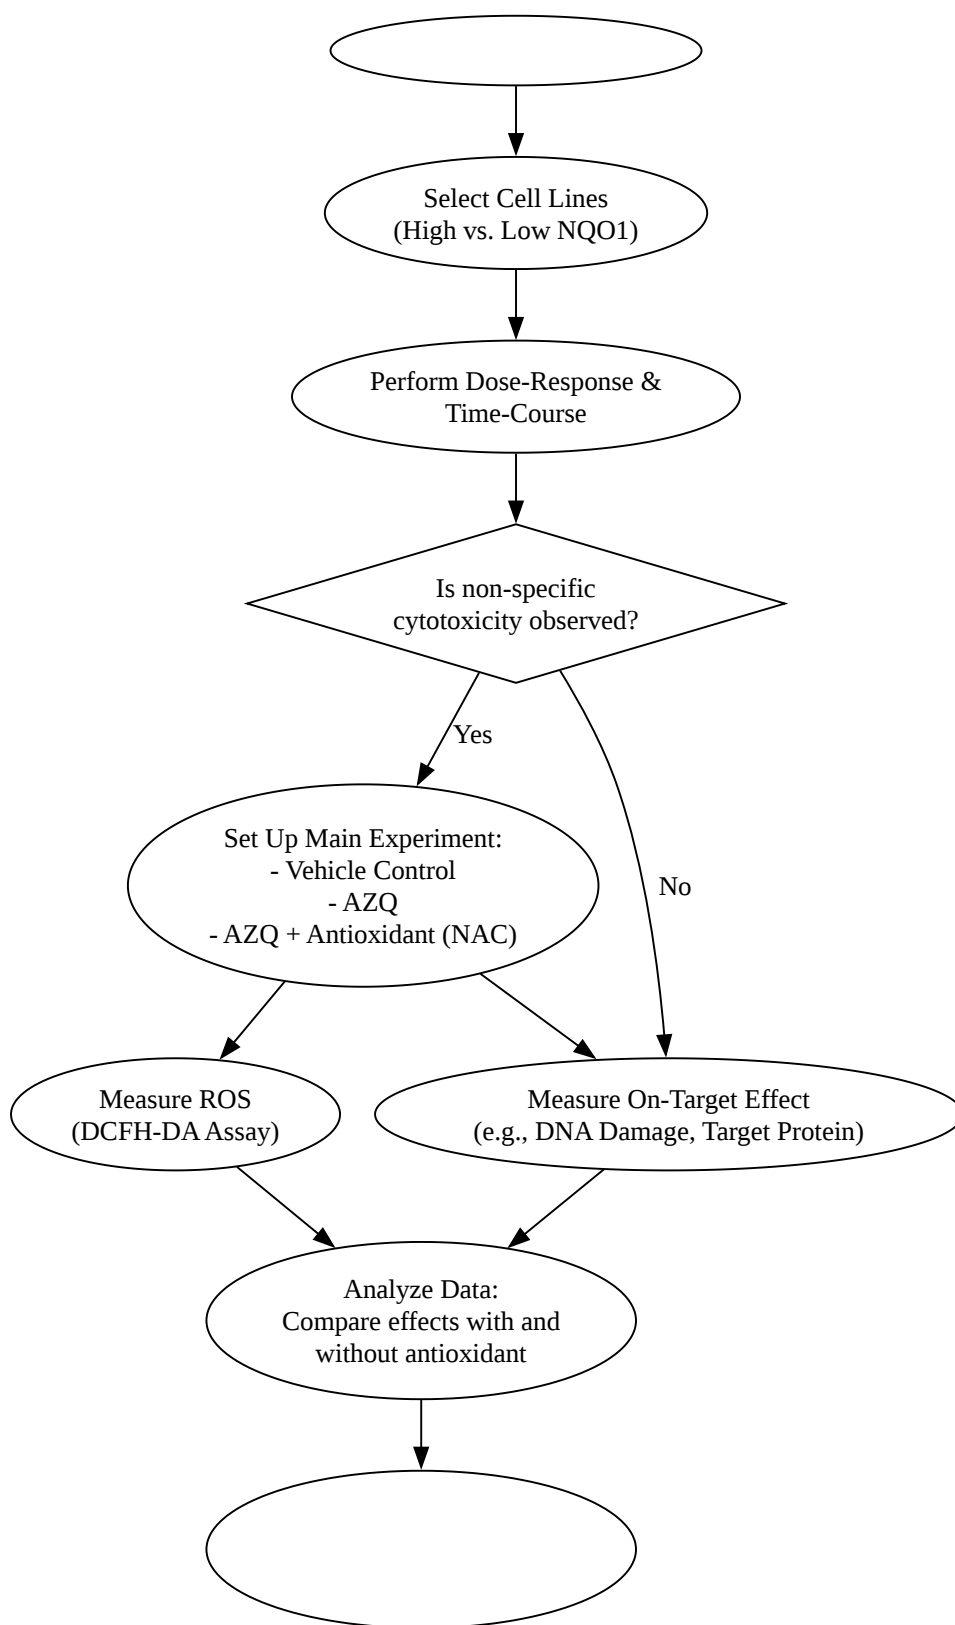 Select Cell Lines
(High vs. Low NQO1)
Perform Dose-Response &
Time-Course
Is non-specific
cytotoxicity observed?
Yes
Set Up Main Experiment:
- Vehicle Control
- AZQ
- AZQ + Antioxidant (NAC)
No
Measure ROS
(DCFH-DA Assay)
Measure On-Target Effect
(e.g., DNA Damage, Target Protein)
Analyze Data:
Compare effects with and
without antioxidant